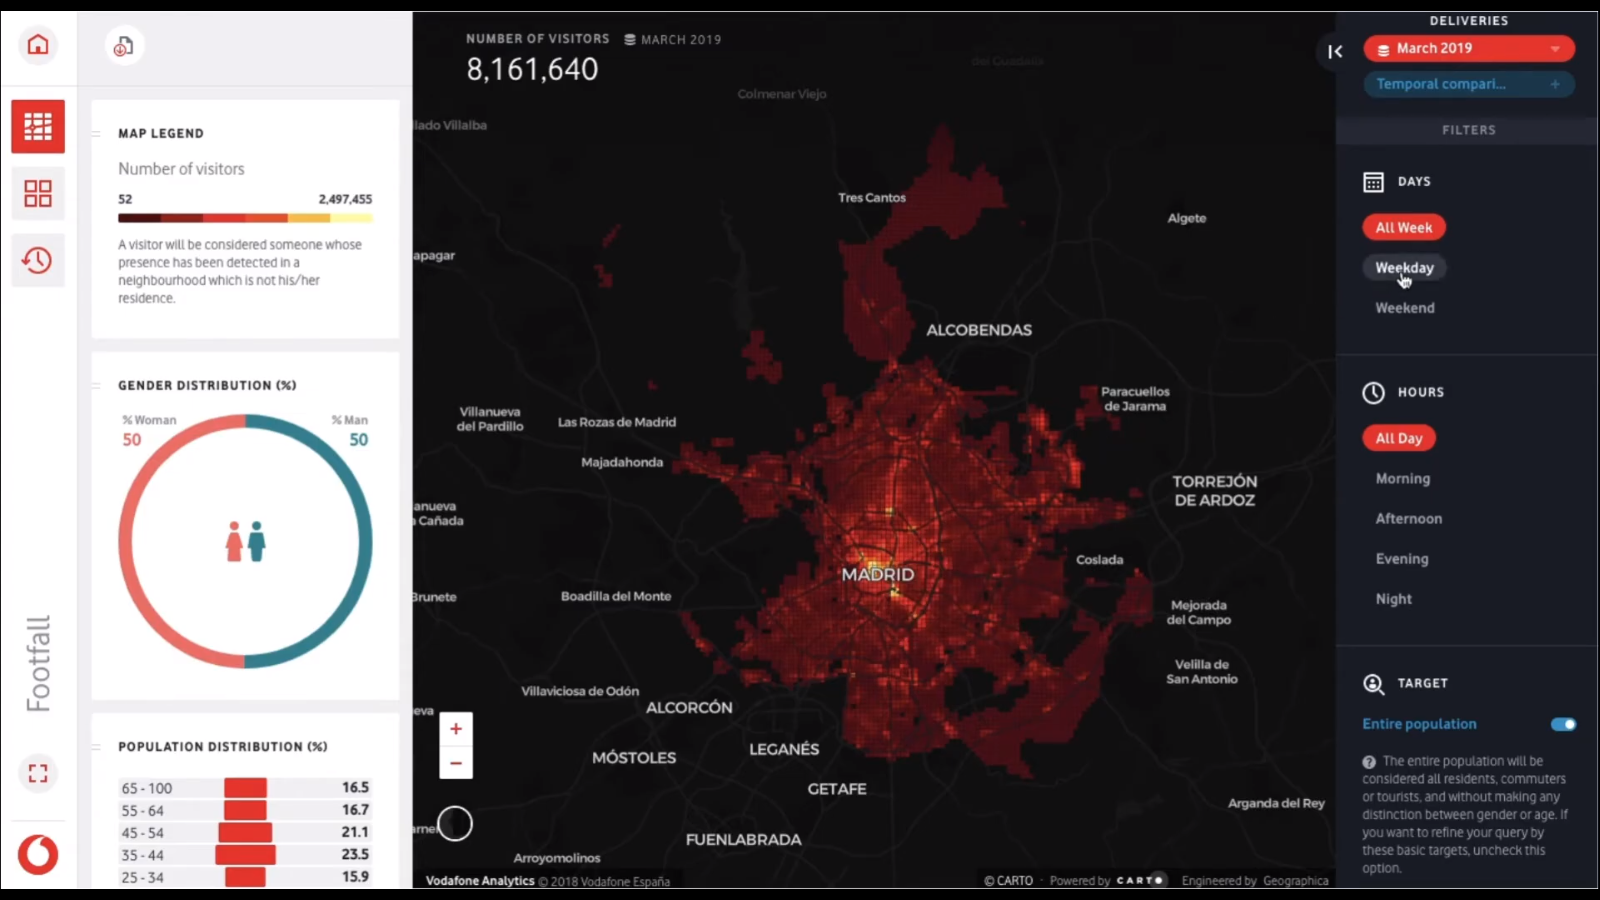 NUMBER OF VISITORS MARCH 2019
8,161,640
MAP LEGEND
Number of visitors
52 2,497,455
A visitor will be considered someone whose
presence has been detected in a
neighbourhood which is not his/her
residence.
GENDER DISTRIBUTION (%)
% Woman % Man
50 50
POPULATION DISTRIBUTION (%)
65 - 100 16.5
55 - 64 16.7
45 - 54 21.1
35 - 44 23.5
25 - 34 15.9
Footfall
del Guadalix
Colmenar Viejo
llado Villalba
Tres Cantos
Algete
apagar
ALCOBENDAS
Paracuellos
de Jarama
Villanueva
del Pardillo
Las Rozas de Madrid
Majadahonda
TORREJÓN
DE ARDOZ
anueva
a Cañada
Coslada
MADRID
Brunete
Boadilla del Monte
Mejorada
del Campo
Velilla de
San Antonio
Villaviciosa de Odón
eva
ALCORCÓN
LEGANÉS
MÓSTOLES
GETAFE
Arganda del Rey
arne
FUENLABRADA
Arroyomolinos
Vodafone Analytics © 2018 Vodafone España
© CARTO · Powered by CARTO Engineered by Geographica
DELIVERIES
March 2019
Temporal compari... +
FILTERS
DAYS
All Week
Weekday
Weekend
HOURS
All Day
Morning
Afternoon
Evening
Night
TARGET
Entire population
? The entire population will be
considered all residents, commuters
or tourists, and without making any
distinction between gender or age. If
you want to refine your query by
these basic targets, uncheck this
option.